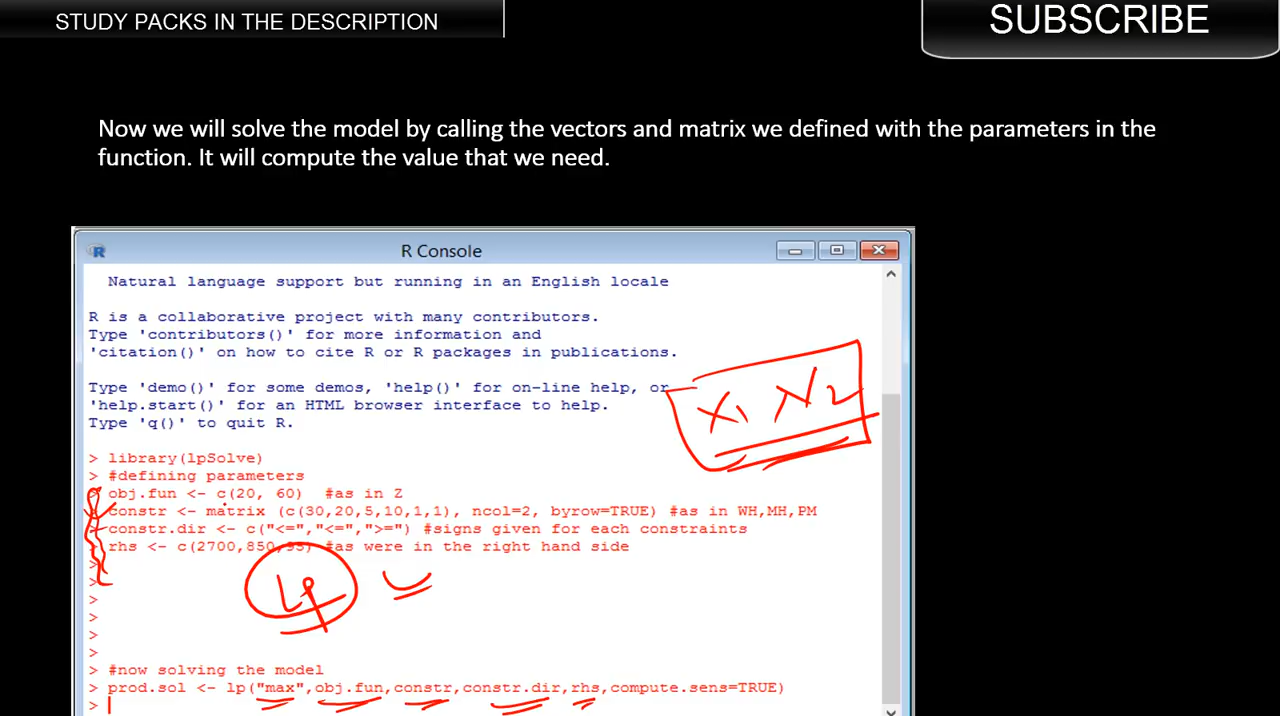 STUDY PACKS IN THE DESCRIPTION
SUBSCRIBE
Now we will solve the model by calling the vectors and matrix we defined with the parameters in the
function. It will compute the value that we need.
R Console
Natural language support but running in an English locale
R is a collaborative project with many contributors.
Type 'contributors()' for more information and
'citation()' on how to cite R or R packages in publications.
Type 'demo()' for some demos, 'help()' for on-line help, or
'help.start()' for an HTML browser interface to help.
Type 'q()' to quit R.
X1 X2
> library(lpSolve)
> #defining parameters
> obj.fun <- c(20, 60) #as in Z
> constr <- matrix (c(30,20,5,10,1,1), ncol=2, byrow=TRUE) #as in WH,MH,PM
> constr.dir <- c("<=","<=",">=") #signs given for each constraints
> rhs <- c(2700,850,95) #as were in the right hand side
>
>
>
>
>
>
LP
> #now solving the model
> prod.sol <- lp("max",obj.fun,constr,constr.dir,rhs,compute.sens=TRUE)
>